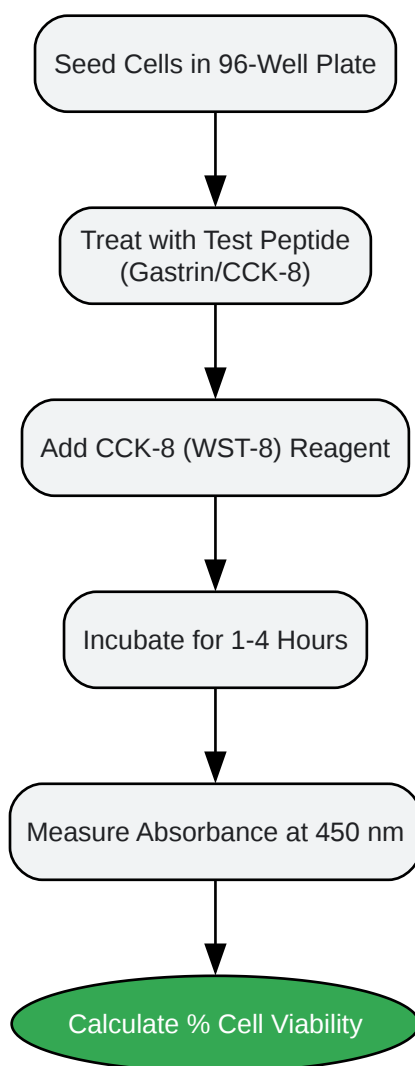 Seed Cells in 96-Well Plate
Treat with Test Peptide
(Gastrin/CCK-8)
Add CCK-8 (WST-8) Reagent
Incubate for 1-4 Hours
Measure Absorbance at 450 nm
Calculate % Cell Viability